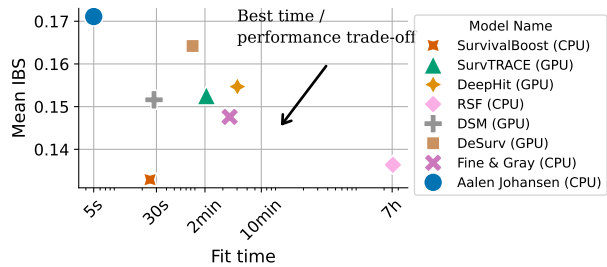 Best time /
performance trade-off
0.17
0.16
0.15
0.14
Mean IBS
5s
30s
2min
10min
7h
Fit time
Model Name
SurvivalBoost (CPU)
SurvTRACE (GPU)
DeepHit (GPU)
RSF (CPU)
DSM (GPU)
DeSurv (GPU)
Fine & Gray (CPU)
Aalen Johansen (CPU)